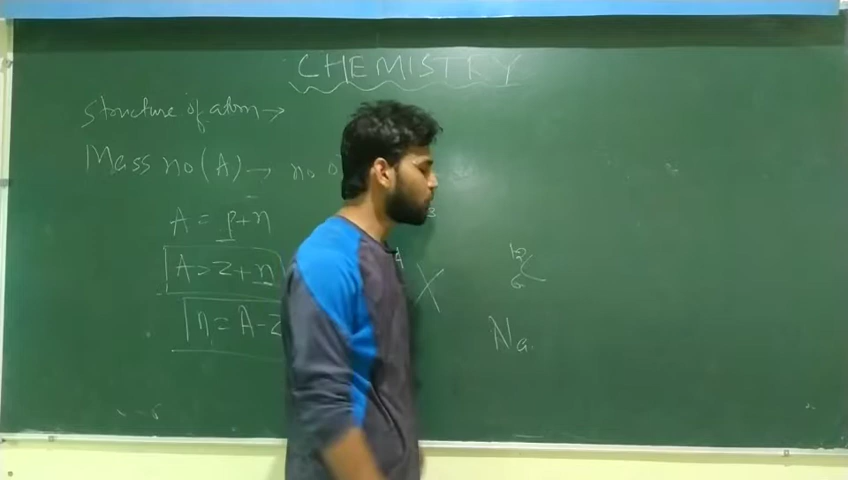 CHEMISTRY
Structure of atom →
Mass no (A) → no
A = p+n
A = Z + n
n = A - Z
A
X
12
C
6
Na